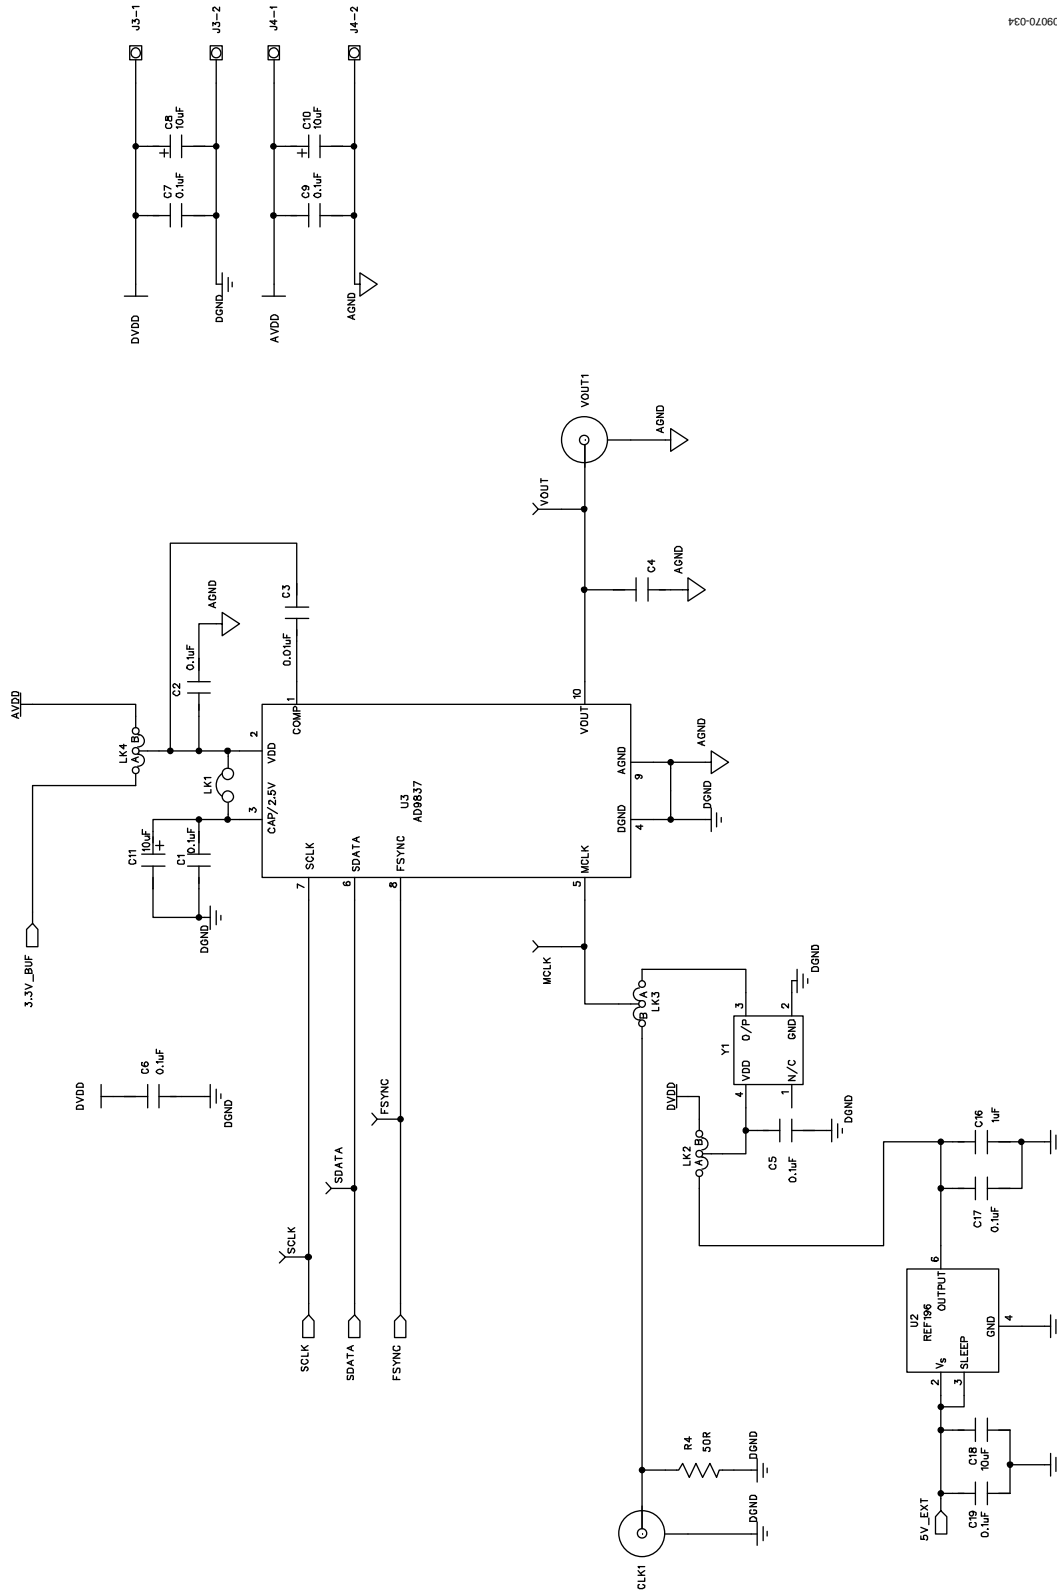 09070-034
J3-1
J3-2
J4-1
J4-2
C8
10uF
+
C7
0.1uF
C10
10uF
+
C9
0.1uF
DVDD
DGND
AVDD
AGND
VOUT1
AGND
VOUT
C4
AGND
AVDD
LK4
A
B
3.3V_BUF
C2
0.1uF
AGND
C3
0.01uF
LK1
C11
10uF
+
C1
0.1uF
DGND
3
CAP/2.5V
2
VDD
1
COMP
10
VOUT
U3
AD9837
7
SCLK
6
SDATA
8
FSYNC
5
MCLK
4
DGND
9
AGND
DGND
AGND
DVDD
C6
0.1uF
DGND
SCLK
SDATA
FSYNC
SCLK
SDATA
FSYNC
MCLK
LK3
B
A
Y1
3
O/P
2
GND
4
VDD
1
N/C
DGND
DVDD
LK2
A
B
C5
0.1uF
DGND
C16
1uF
C17
0.1uF
U2
REF196
6
OUTPUT
4
GND
2
Vs
3
SLEEP
C18
10uF
C19
0.1uF
5V_EXT
R4
50R
DGND
DGND
CLK1